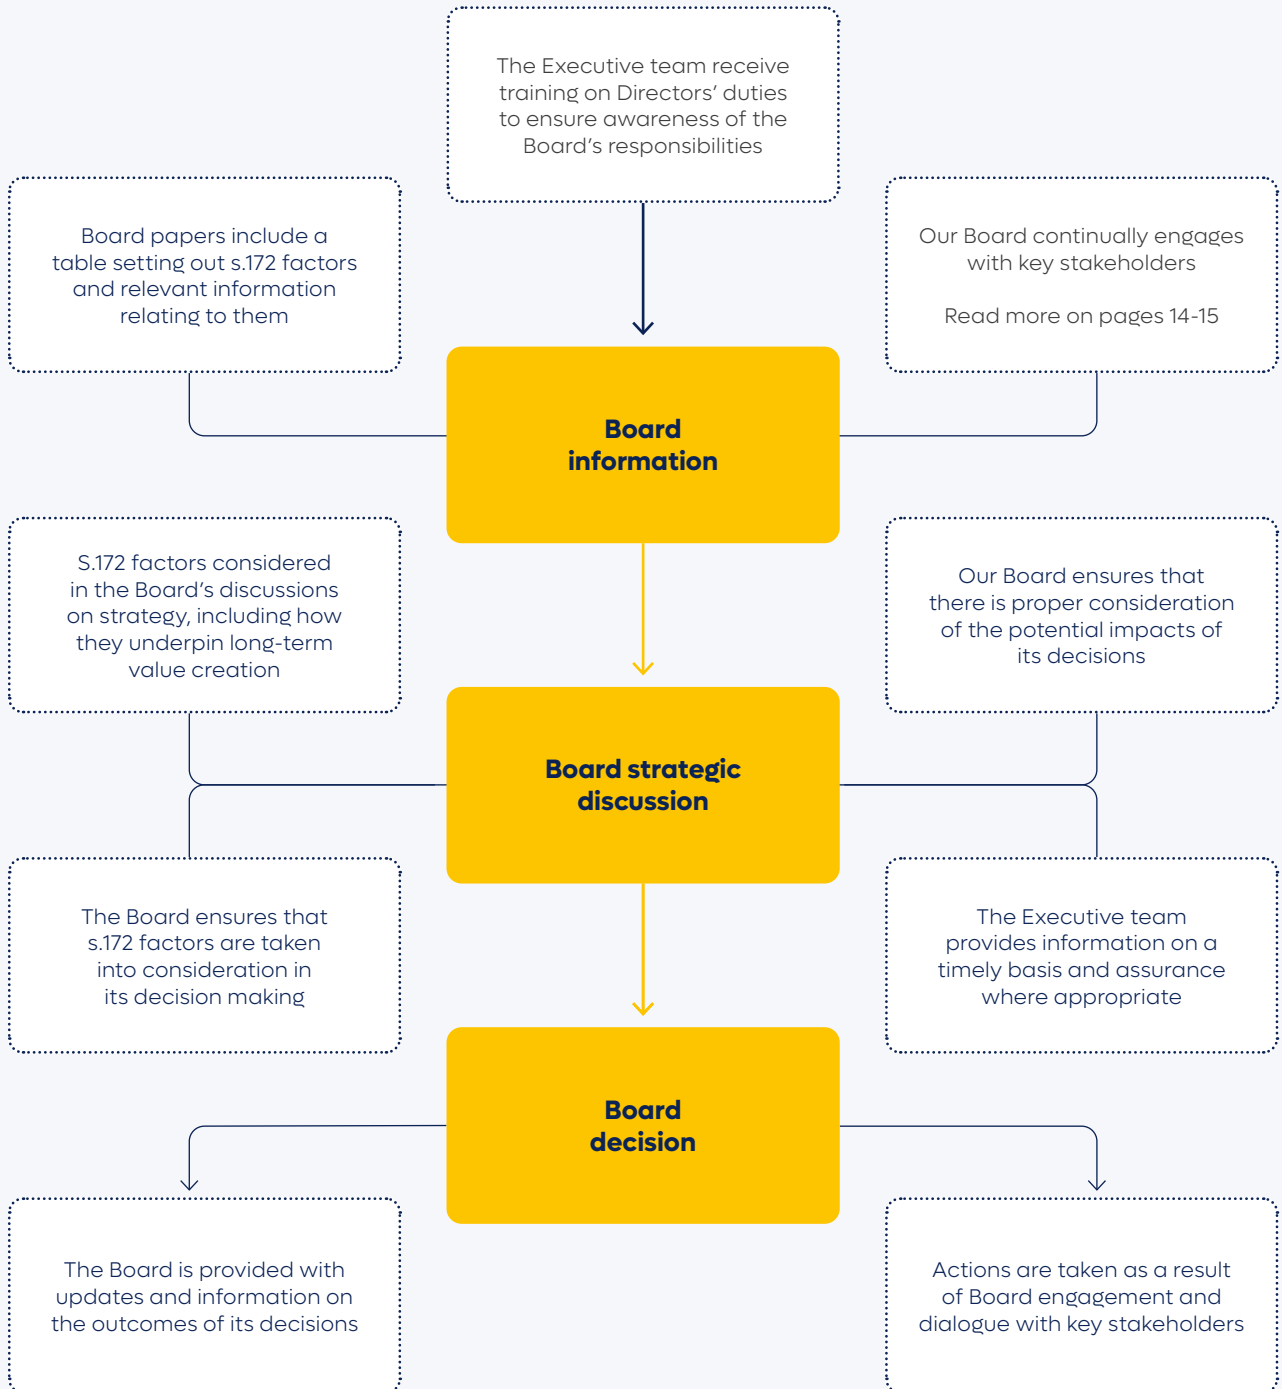 The Executive team receive
training on Directors’ duties
to ensure awareness of the
Board’s responsibilities
Board papers include a
table setting out s.172 factors
and relevant information
relating to them
Our Board continually engages
with key stakeholders
Read more on pages 14-15
Board
information
S.172 factors considered
in the Board’s discussions
on strategy, including how
they underpin long-term
value creation
Our Board ensures that
there is proper consideration
of the potential impacts of
its decisions
Board strategic
discussion
The Board ensures that
s.172 factors are taken
into consideration in
its decision making
The Executive team
provides information on a
timely basis and assurance
where appropriate
Board
decision
The Board is provided with
updates and information on
the outcomes of its decisions
Actions are taken as a result
of Board engagement and
dialogue with key stakeholders